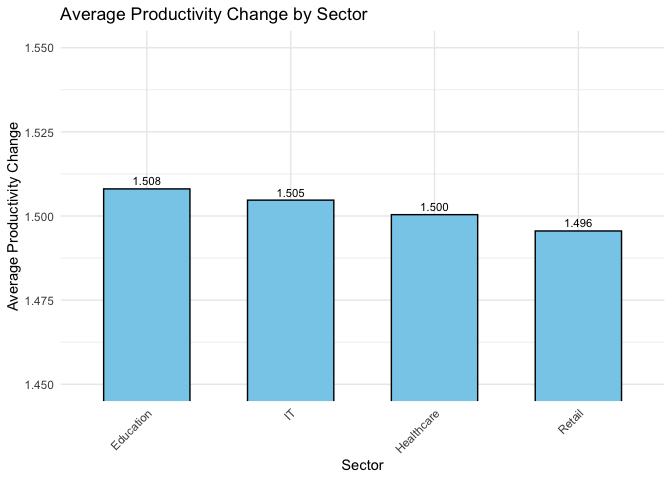 Average Productivity Change by Sector
Average Productivity Change
1.550
1.525
1.500
1.475
1.450
1.508
1.505
1.500
1.496
Education
IT
Healthcare
Retail
Sector